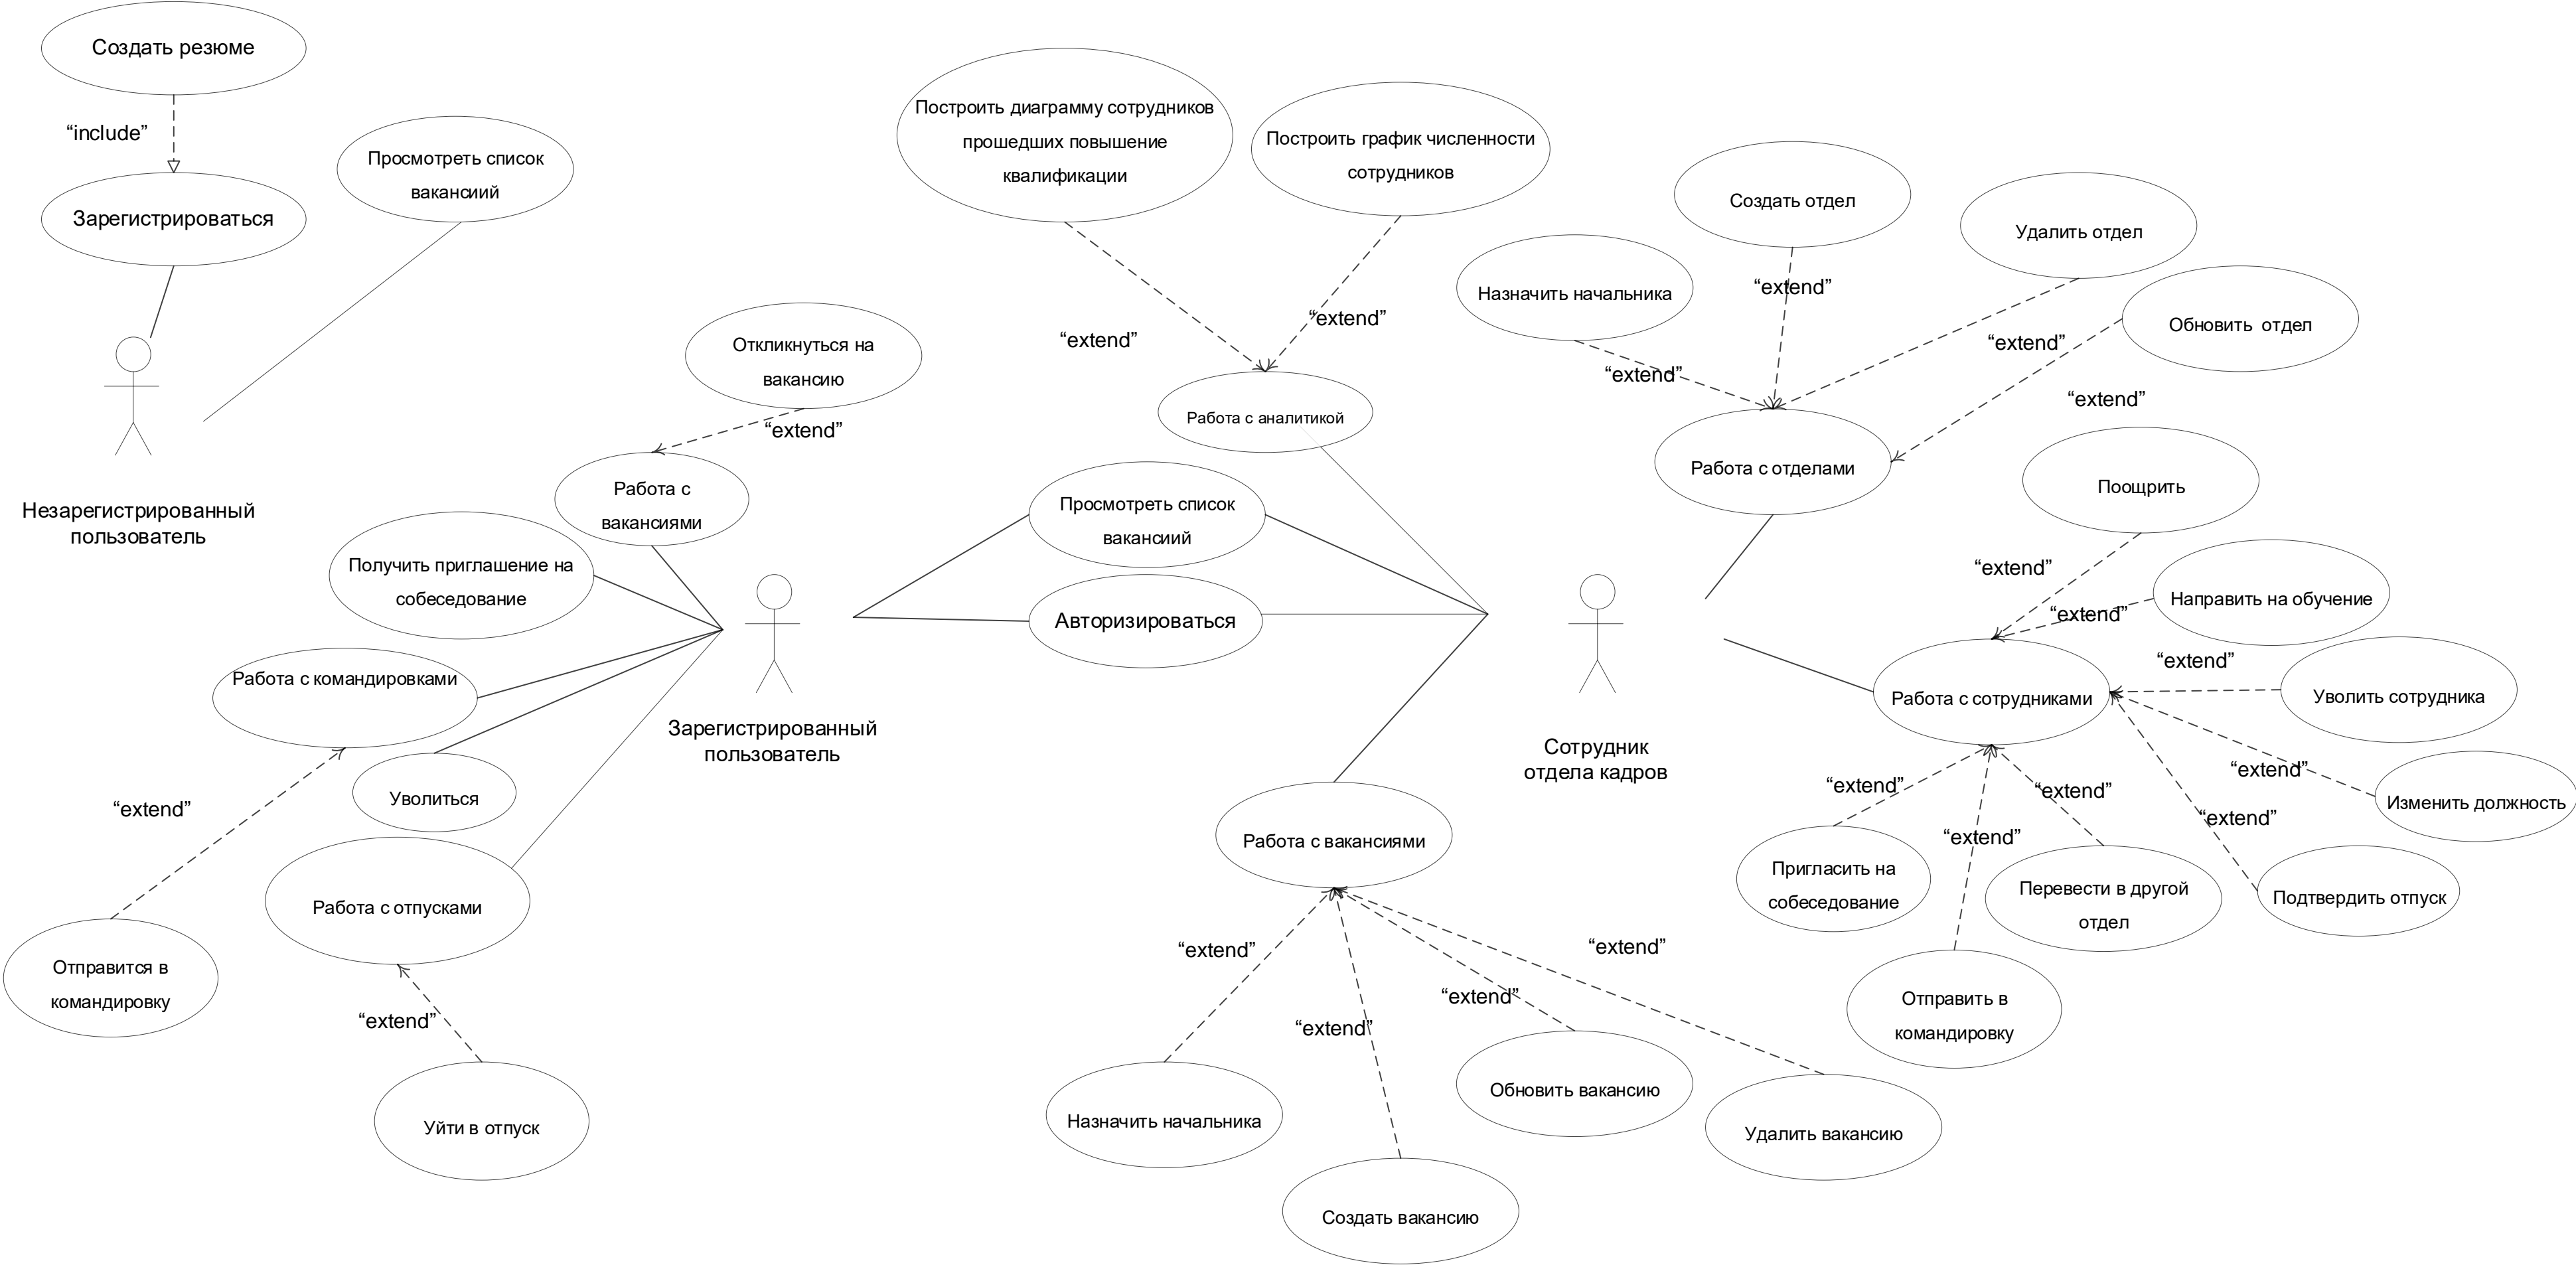 Создать резюме
“include”
Зарегистрироваться
Просмотреть список
вакансиий
Незарегистрированный
пользователь
Построить диаграмму сотрудников
прошедших повышение
квалификации
Построить график численности
сотрудников
“extend”
“extend”
Работа с аналитикой
Откликнуться на
вакансию
“extend”
Работа с
вакансиями
Получить приглашение на
собеседование
Работа с командировками
“extend”
Уволиться
Работа с отпусками
Отправится в
командировку
“extend”
Уйти в отпуск
Зарегистрированный
пользователь
Просмотреть список
вакансиий
Авторизироваться
Сотрудник
отдела кадров
Создать отдел
Удалить отдел
Назначить начальника
Обновить  отдел
“extend”
“extend”
“extend”
“extend”
Работа с отделами
Поощрить
“extend”
Направить на обучение
“extend”
“extend”
Уволить сотрудника
Работа с сотрудниками
“extend”
Изменить должность
“extend”
Подтвердить отпуск
“extend”
“extend”
“extend”
Пригласить на
собеседование
Перевести в другой
отдел
Отправить в
командировку
Работа с вакансиями
“extend”
“extend”
“extend”
“extend”
Назначить начальника
Обновить вакансию
Удалить вакансию
Создать вакансию